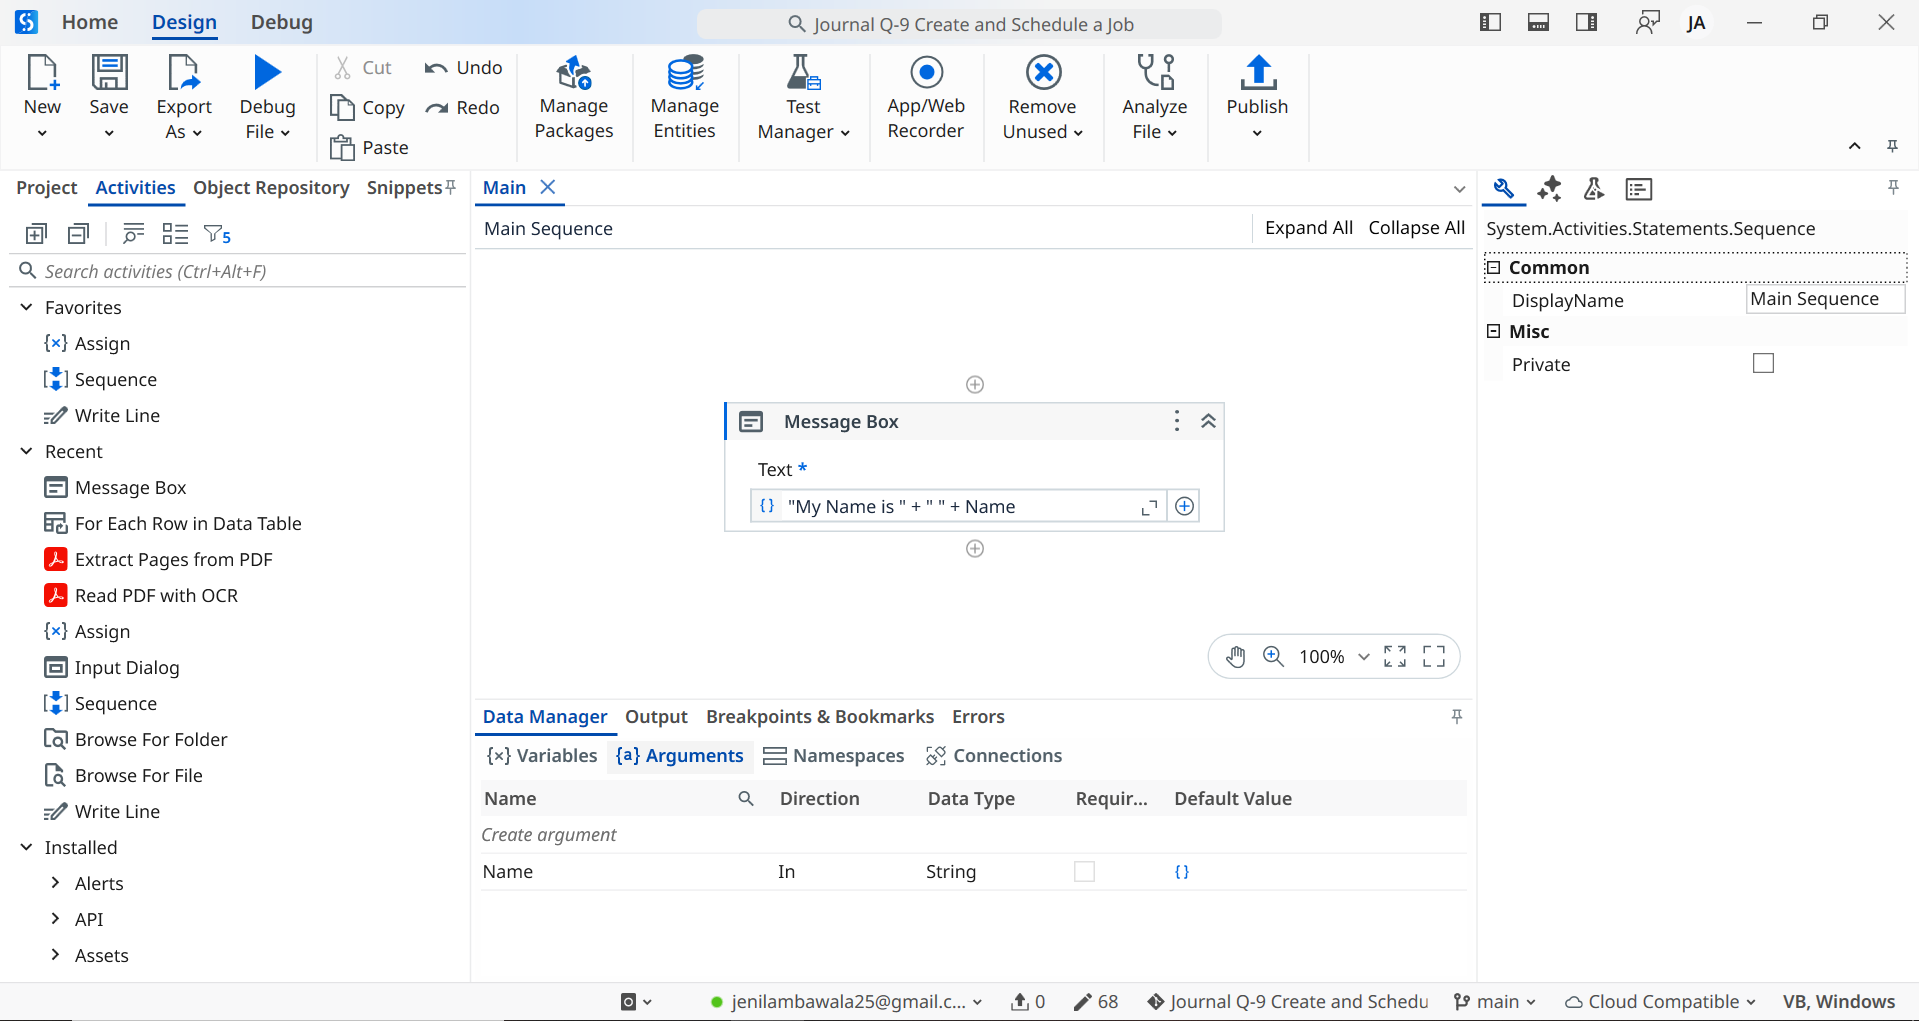 Home Design Debug
Journal Q-9 Create and Schedule a Job
JA
New
Save
Export As
Debug File
Cut
Copy
Paste
Undo
Redo
Manage Packages
Manage Entities
Test Manager
App/Web Recorder
Remove Unused
Analyze File
Publish
Project Activities Object Repository Snippets
5
Search activities (Ctrl+Alt+F)
Favorites
Assign
Sequence
Write Line
Recent
Message Box
For Each Row in Data Table
Extract Pages from PDF
Read PDF with OCR
Assign
Input Dialog
Sequence
Browse For Folder
Browse For File
Write Line
Installed
Alerts
API
Assets
Main
Main Sequence
Expand All Collapse All
Message Box
Text *
{} "My Name is " + " " + Name
100%
Data Manager Output Breakpoints & Bookmarks Errors
{x} Variables {a} Arguments Namespaces Connections
Name Direction Data Type Requir... Default Value
Create argument
Name In String {}
System.Activities.Statements.Sequence
Common
DisplayName Main Sequence
Misc
Private
jenilambawala25@gmail.c... 0 68 Journal Q-9 Create and Schedu main Cloud Compatible VB, Windows